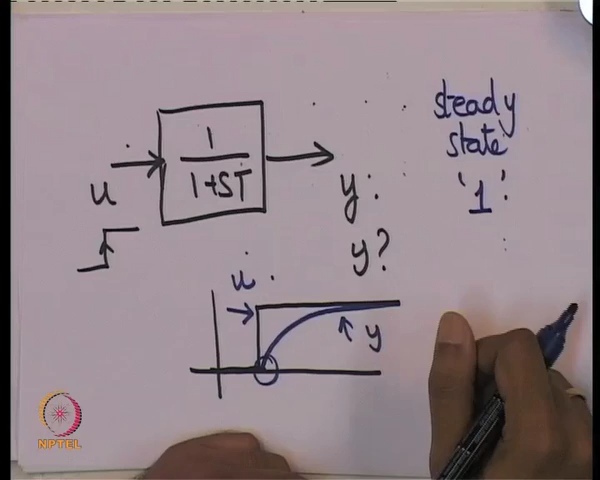 steady
state
'1'.
1
1+ST
u
y:
y?
u
y
NPTEL